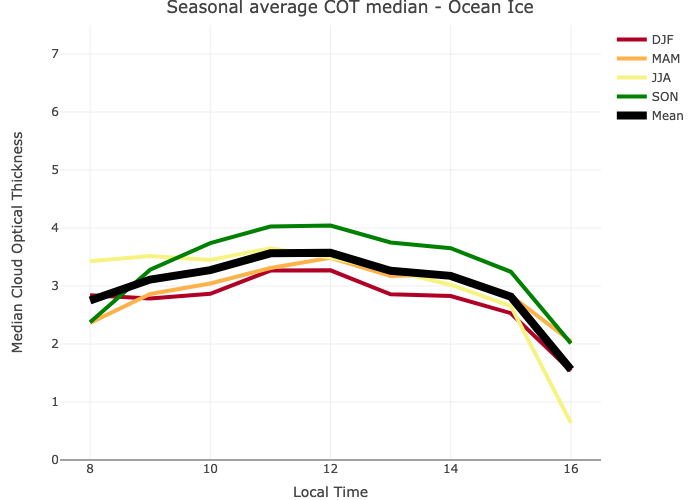 Seasonal average COT median - Ocean Ice
DJF
MAM
JJA
SON
Mean
Median Cloud Optical Thickness
7
6
5
4
3
2
1
0
8 10 12 14 16
Local Time